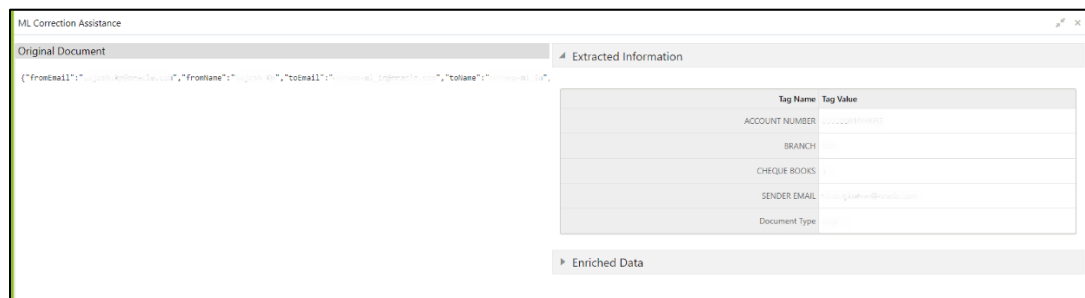 ML Correction Assistance
Original Document
{"fromEmail":" ","fromName":" ","toEmail":" ","toName":" ",
Extracted Information
Tag Name Tag Value
ACCOUNT NUMBER
BRANCH
CHEQUE BOOKS
SENDER EMAIL
Document Type
Enriched Data